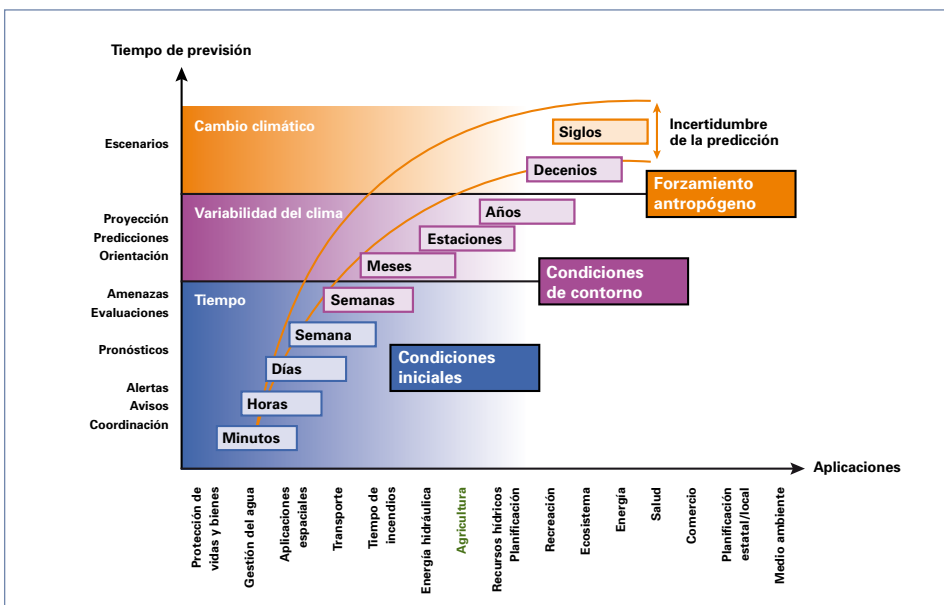 Tiempo de previsión
Cambio climático
Escenarios
Siglos
Incertidumbre
de la predicción
Decenios
Forzamiento
antropógeno
Variabilidad del clima
Años
Proyección
Predicciones
Orientación
Estaciones
Meses
Condiciones
de contorno
Amenazas
Evaluaciones
Tiempo
Semanas
Semana
Pronósticos
Condiciones
iniciales
Días
Alertas
Avisos
Coordinación
Horas
Minutos
Aplicaciones
Protección de
vidas y bienes
Gestión del agua
Aplicaciones
espaciales
Transporte
Tiempo de
incendios
Energía hidráulica
Agricultura
Recursos hídricos
Planificación
Recreación
Ecosistema
Energía
Salud
Comercio
Planificación
estatal/local
Medio ambiente